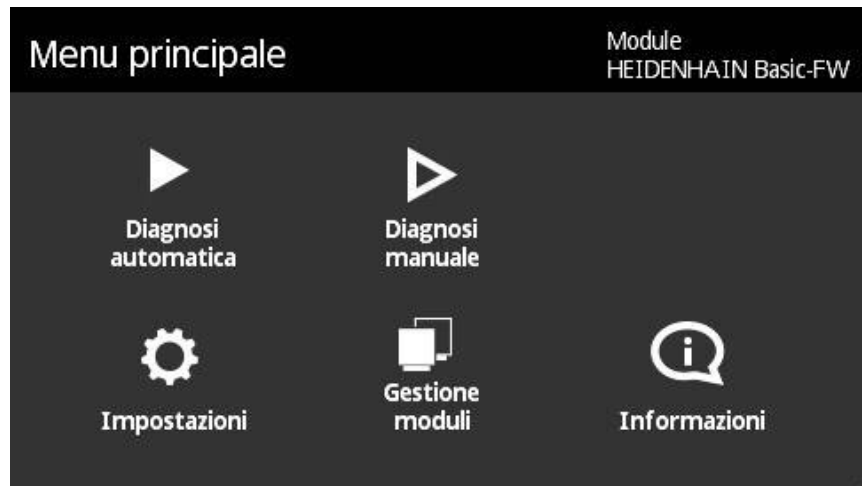 Menu principale
Module
HEIDENHAIN Basic-FW
Diagnosi
automatica
Diagnosi
manuale
Impostazioni
Gestione
moduli
Informazioni